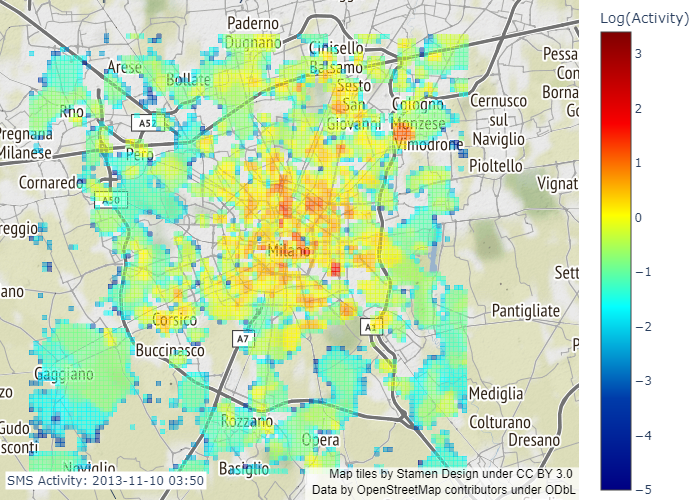 Paderno
Dugnano
Cinisello
Balsamo
Pessa
Con
Borna
Go
Arese
Bollate
Sesto
San
Giovanni
Cologno
Monzese
Cernusco
sul
Naviglio
Rho
A52
Pregnana
Milanese
Pero
Vimodrone
Pioltello
Cornaredo
A50
Vignat
reggio
Milano
Sett
ano
Pantigliate
Corsico
A7
A1
Buccinasco
P
Gaggiano
zo
Mediglia
Gudo
sconti
Rozzano
Opera
Colturano
Dresano
Noviglio
Basiglio
SMS Activity: 2013-11-10 03:50
Map tiles by Stamen Design under CC BY 3.0
Data by OpenStreetMap contributors under ODbL
Log(Activity)
3
2
1
0
−1
−2
−3
−4
−5